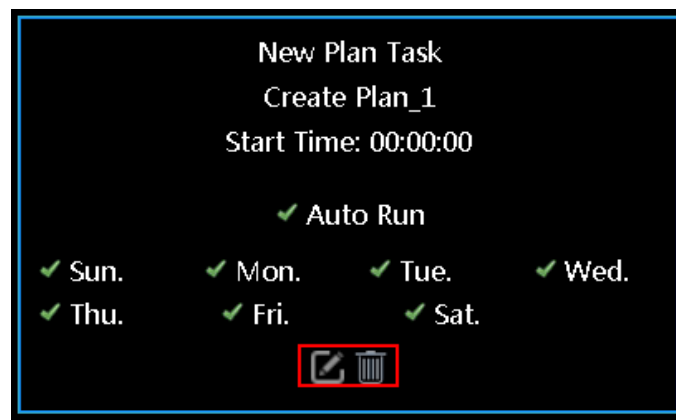 New Plan Task
Create Plan_1
Start Time: 00:00:00
Auto Run
Sun. Mon. Tue. Wed.
Thu. Fri. Sat.